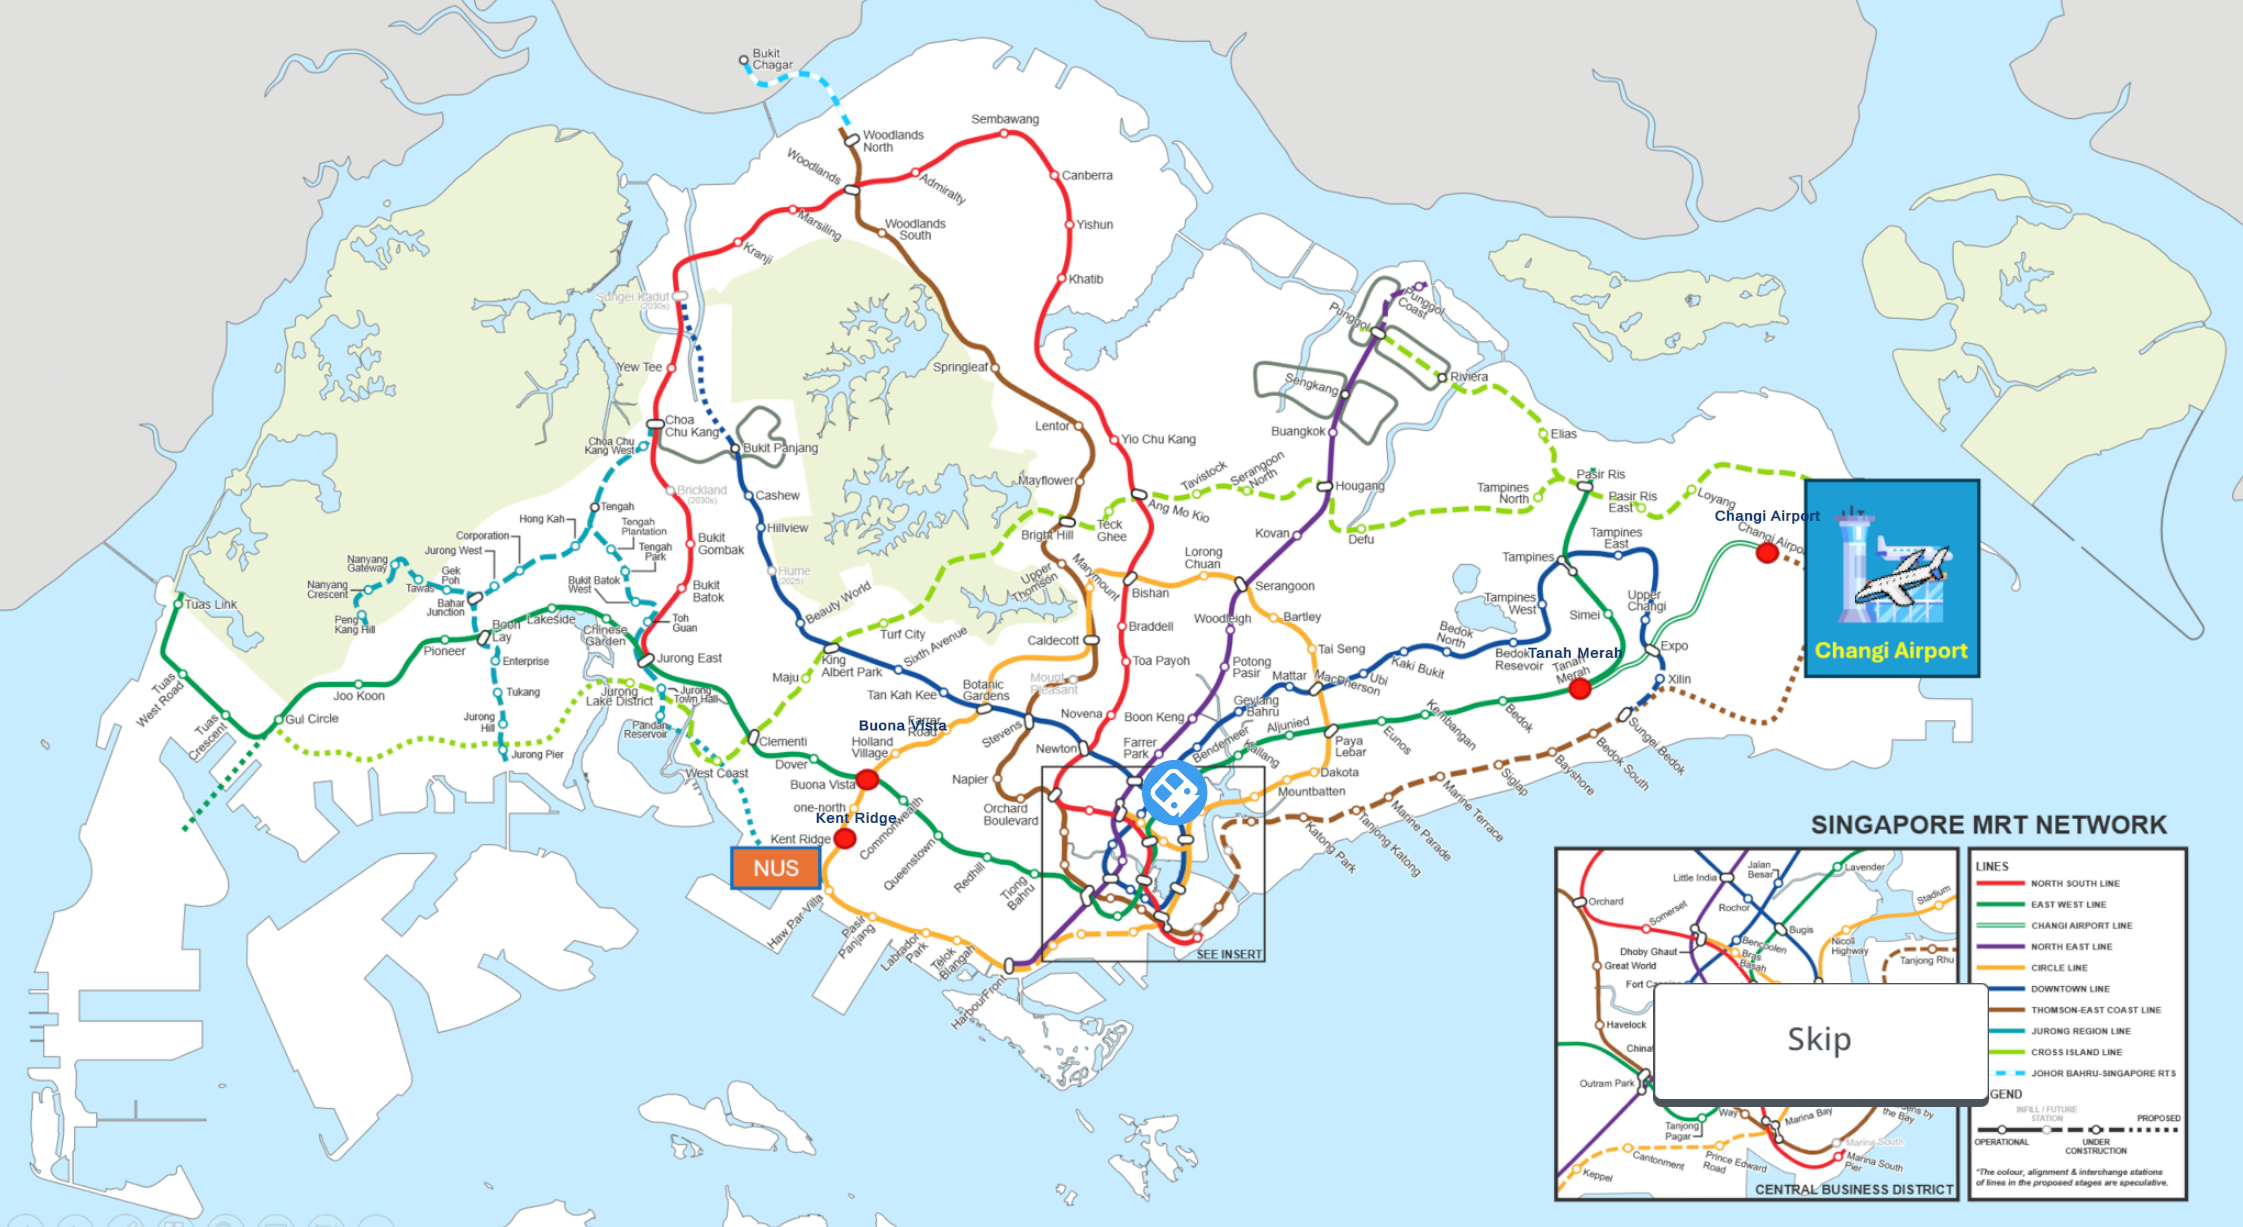 Bukit
Chagar
Woodlands
North
Sembawang
Woodlands
Admiralty
Canberra
Marsiling
Woodlands
South
Yishun
Kranji
Khatib
Sungei Kadut
(2030s)
Punggol
Coast
Punggol
Yew Tee
Springleaf
Sengkang
Riviera
Choa
Chu Kang
Choa Chu
Kang West
Bukit Panjang
Lentor
Yio Chu Kang
Buangkok
Elias
Brickland
(2030s)
Cashew
Mayflower
Tavistock
Serangoon
North
Hougang
Pasir Ris
Tampines
North
Pasir Ris
East
Loyang
Tengah
Hong Kah
Tengah
Plantation
Hillview
Ang Mo Kio
Teck
Ghee
Bright Hill
Kovan
Defu
Changi Airport
Changi Airport
Corporation
Jurong West
Tengah
Park
Bukit
Gombak
Tampines
East
Tampines
Nanyang
Gateway
Gek
Poh
Tawas
Nanyang
Crescent
Bukit Batok
West
Bukit
Batok
Hume
(2025)
Upper
Thomson
Marymount
Lorong
Chuan
Bishan
Serangoon
Tuas Link
Bahar
Junction
Peng
Kang Hill
Beauty World
Tampines
West
Upper
Changi
Simei
Boon
Lay
Lakeside
Chinese
Garden
Toh
Guan
Turf City
Caldecott
Braddell
Woodleigh
Bartley
Pioneer
Enterprise
Jurong East
King
Albert Park
Sixth Avenue
Toa Payoh
Potong
Pasir
Tai Seng
Bedok
North
Bedok
Resevoir
Expo
Tanah Merah
Tanah
Merah
Changi Airport
Kaki Bukit
Mattar
MacPherson
Ubi
Tuas
West Road
Joo Koon
Tukang
Jurong
Lake District
Jurong
Town Hall
Maju
Tan Kah Kee
Botanic
Gardens
Mount
Pleasant
Xilin
Tuas
Crescent
Gul Circle
Jurong
Hill
Pandan
Reservoir
Buona Vista
Farrer
Road
Novena
Boon Keng
Geylang
Bahru
Aljunied
Kembangan
Bedok
Sungei Bedok
Jurong Pier
Clementi
Holland
Village
Stevens
Newton
Farrer
Park
Bendemeer
Kallang
Paya
Lebar
Eunos
Bedok South
Dover
West Coast
Buona Vista
Napier
Dakota
Mountbatten
Siglap
Bayshore
one-north
Commonwealth
Orchard
Boulevard
Marine Terrace
Kent Ridge
Kent Ridge
NUS
Queenstown
Redhill
Tiong
Bahru
Katong Park
Tanjong Katong
Marine Parade
Haw Par Villa
Pasir
Panjang
Labrador
Park
Telok
Blangah
HarbourFront
SEE INSERT
SINGAPORE MRT NETWORK
Little India
Jalan
Besar
Lavender
Orchard
Somerset
Rochor
Bugis
Stadium
Dhoby Ghaut
Bencoolen
Bras
Basah
Nicoll
Highway
Tanjong Rhu
Great World
Havelock
Outram Park
Tanjong
Pagar
Way
Marina Bay
the Bay
Marina South
Marina South
Pier
Cantonment
Prince Edward
Road
Keppel
CENTRAL BUSINESS DISTRICT
Skip
LINES
NORTH SOUTH LINE
EAST WEST LINE
CHANGI AIRPORT LINE
NORTH EAST LINE
CIRCLE LINE
DOWNTOWN LINE
THOMSON-EAST COAST LINE
JURONG REGION LINE
CROSS ISLAND LINE
JOHOR BAHRU-SINGAPORE RTS
INFILL / FUTURE
STATION
PROPOSED
OPERATIONAL
UNDER
CONSTRUCTION
*The colour, alignment & interchange stations
of lines in the proposed stages are speculative.